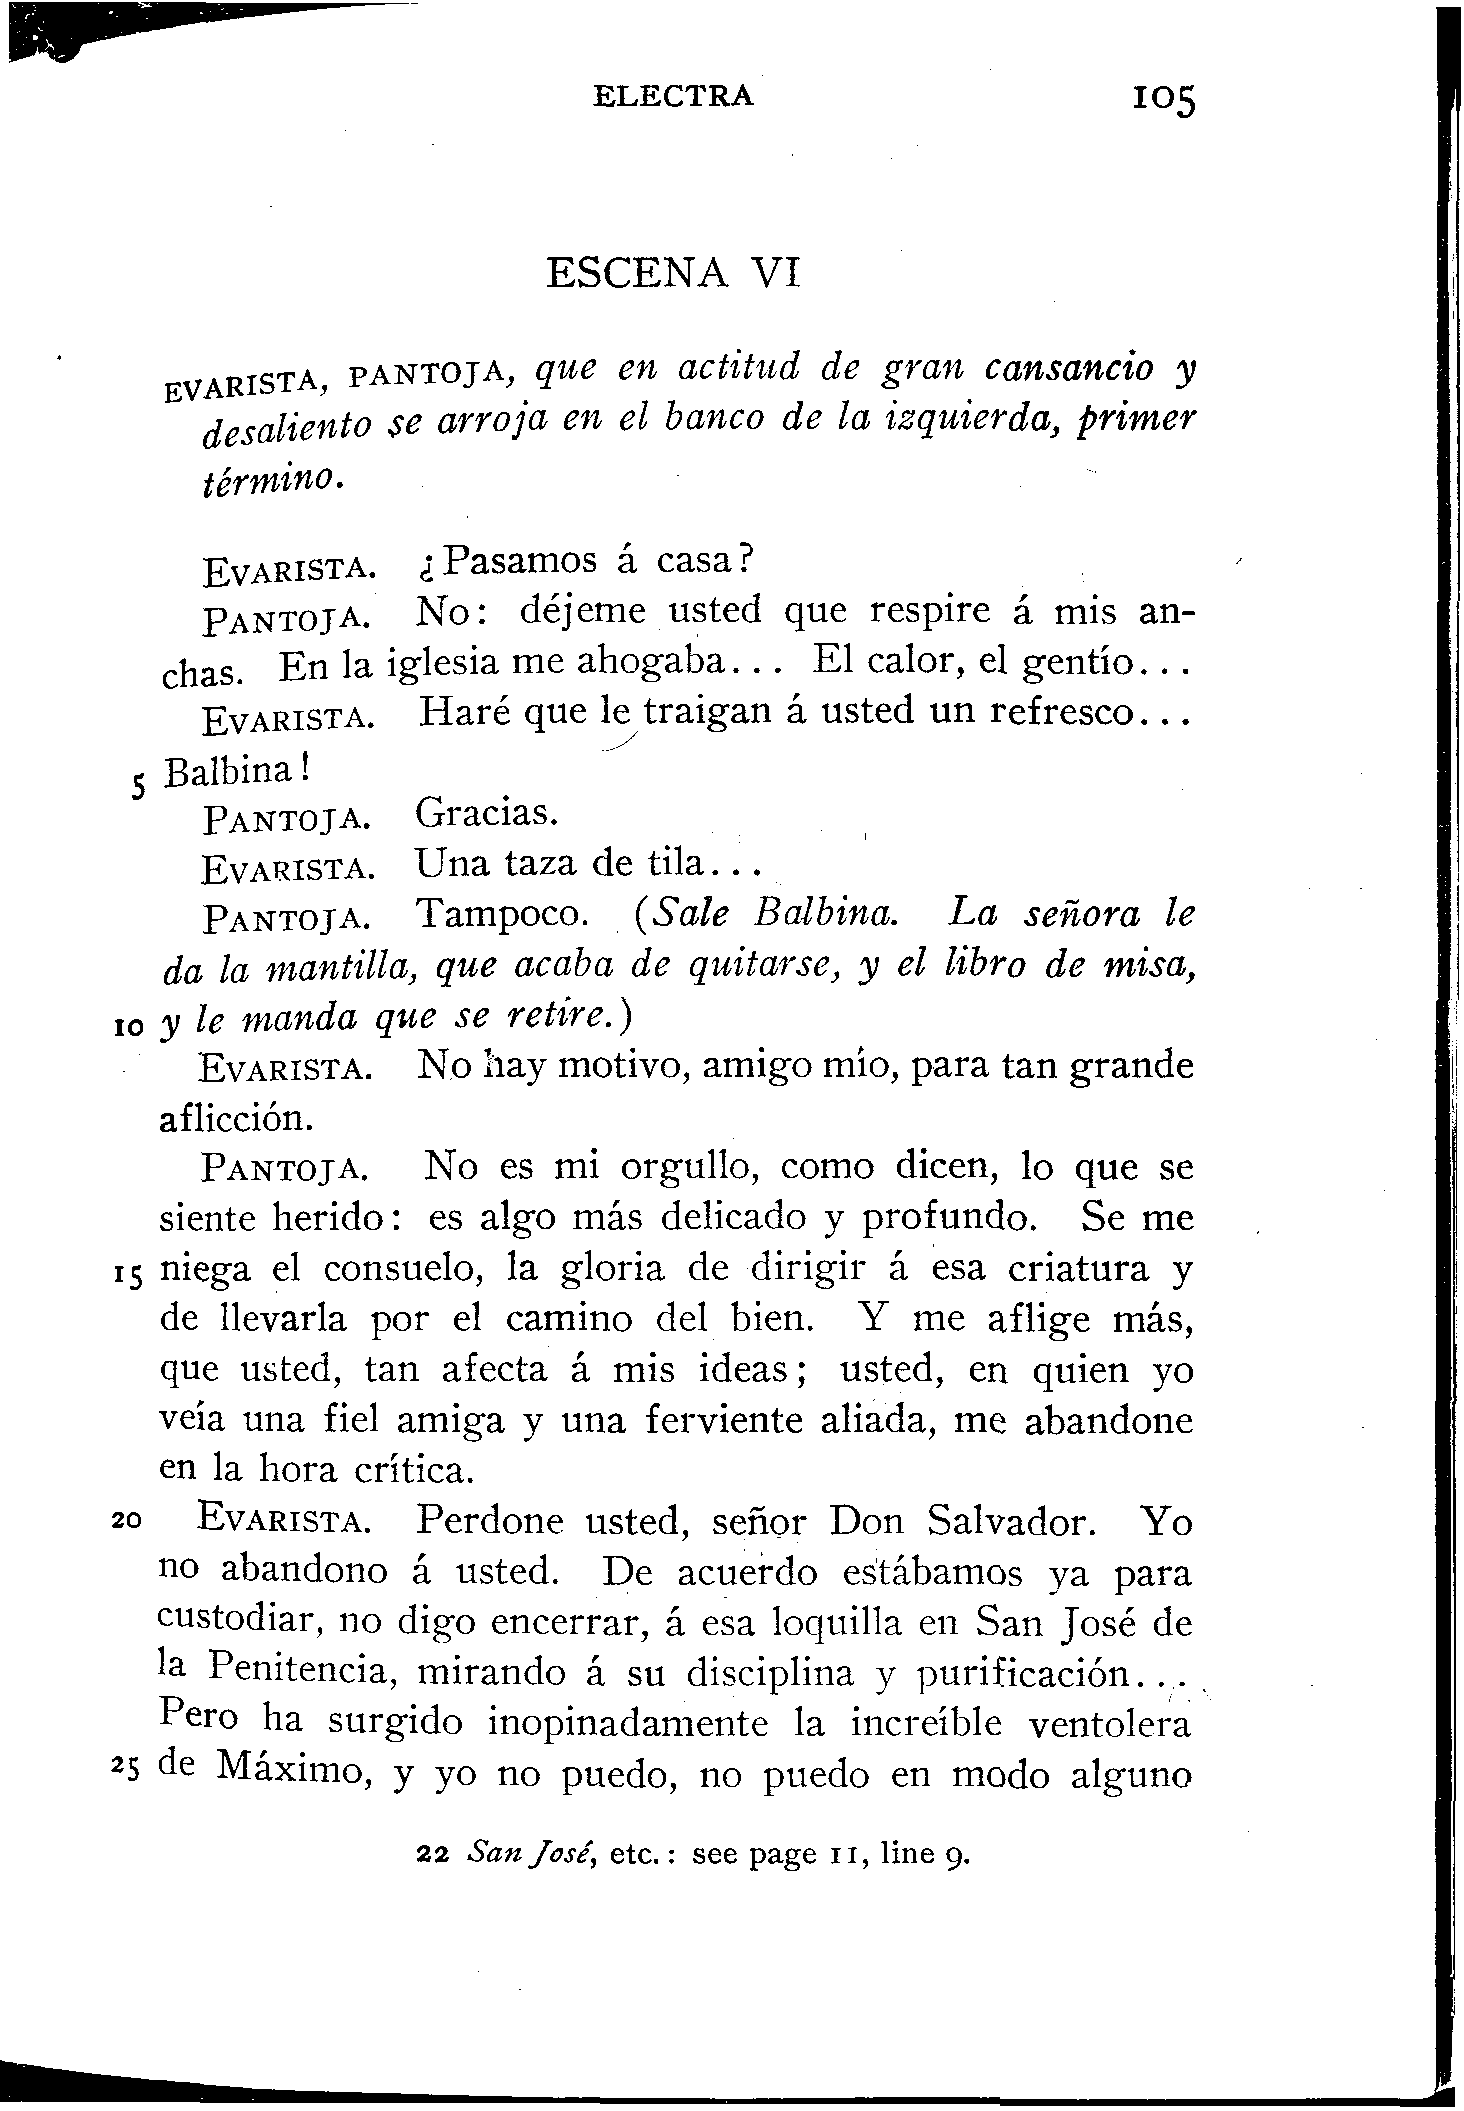 ELECTRA 105
ESCENA VI
EVARISTA, PANTOJA, que en actitud de gran cansancio y
desaliento se arroja en el banco de la izquierda, primer
término.
EVARISTA. ¿Pasamos á casa?
PANTOJA. No: déjeme usted que respire á mis an-
chas. En la iglesia me ahogaba... El calor, el gentío...
EVARISTA. Haré que le traigan á usted un refresco...
5 Balbina!
PANTOJA. Gracias.
EVARISTA. Una taza de tila...
PANTOJA. Tampoco. (Sale Balbina. La señora le
da la mantilla, que acaba de quitarse, y el libro de misa,
10 y le manda que se retire.)
EVARISTA. No hay motivo, amigo mío, para tan grande
aflicción.
PANTOJA. No es mi orgullo, como dicen, lo que se
siente herido: es algo más delicado y profundo. Se me
15 niega el consuelo, la gloria de dirigir á esa criatura y
de llevarla por el camino del bien. Y me aflige más,
que usted, tan afecta á mis ideas; usted, en quien yo
veía una fiel amiga y una ferviente aliada, me abandone
en la hora crítica.
20 EVARISTA. Perdone usted, señor Don Salvador. Yo
no abandono á usted. De acuerdo estábamos ya para
custodiar, no digo encerrar, á esa loquilla en San José de
la Penitencia, mirando á su disciplina y purificación...
Pero ha surgido inopinadamente la increíble ventolera
25 de Máximo, y yo no puedo, no puedo en modo alguno
22 San José, etc.: see page 11, line 9.